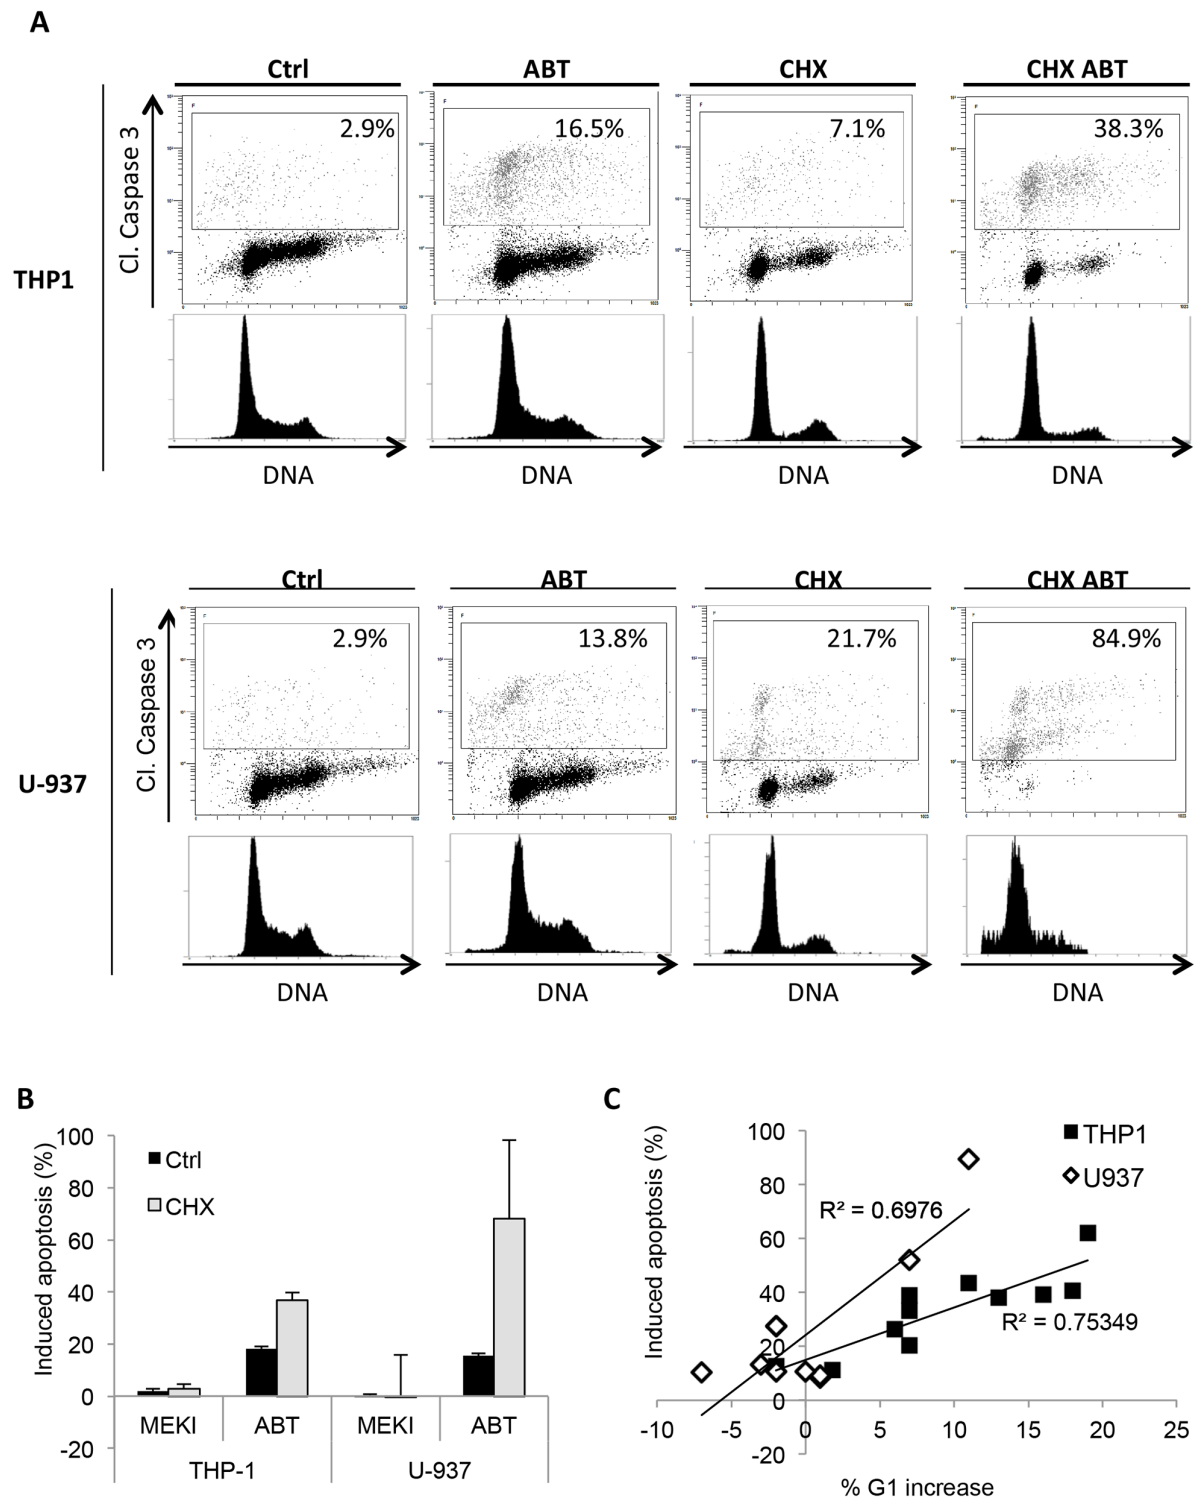 A
Ctrl ABT CHX CHX ABT
THP1
Cl. Caspase 3
2.9% 16.5% 7.1% 38.3%
DNA DNA DNA DNA
Ctrl ABT CHX CHX ABT
U-937
Cl. Caspase 3
2.9% 13.8% 21.7% 84.9%
DNA DNA DNA DNA
B
Induced apoptosis (%)
100
80
60
40
20
0
-20
Ctrl
CHX
MEKI ABT MEKI ABT
THP-1 U-937
C
Induced apoptosis (%)
100
80
60
40
20
0
-20
THP1
U937
R² = 0.6976
R² = 0.75349
-10 -5 0 5 10 15 20 25
% G1 increase